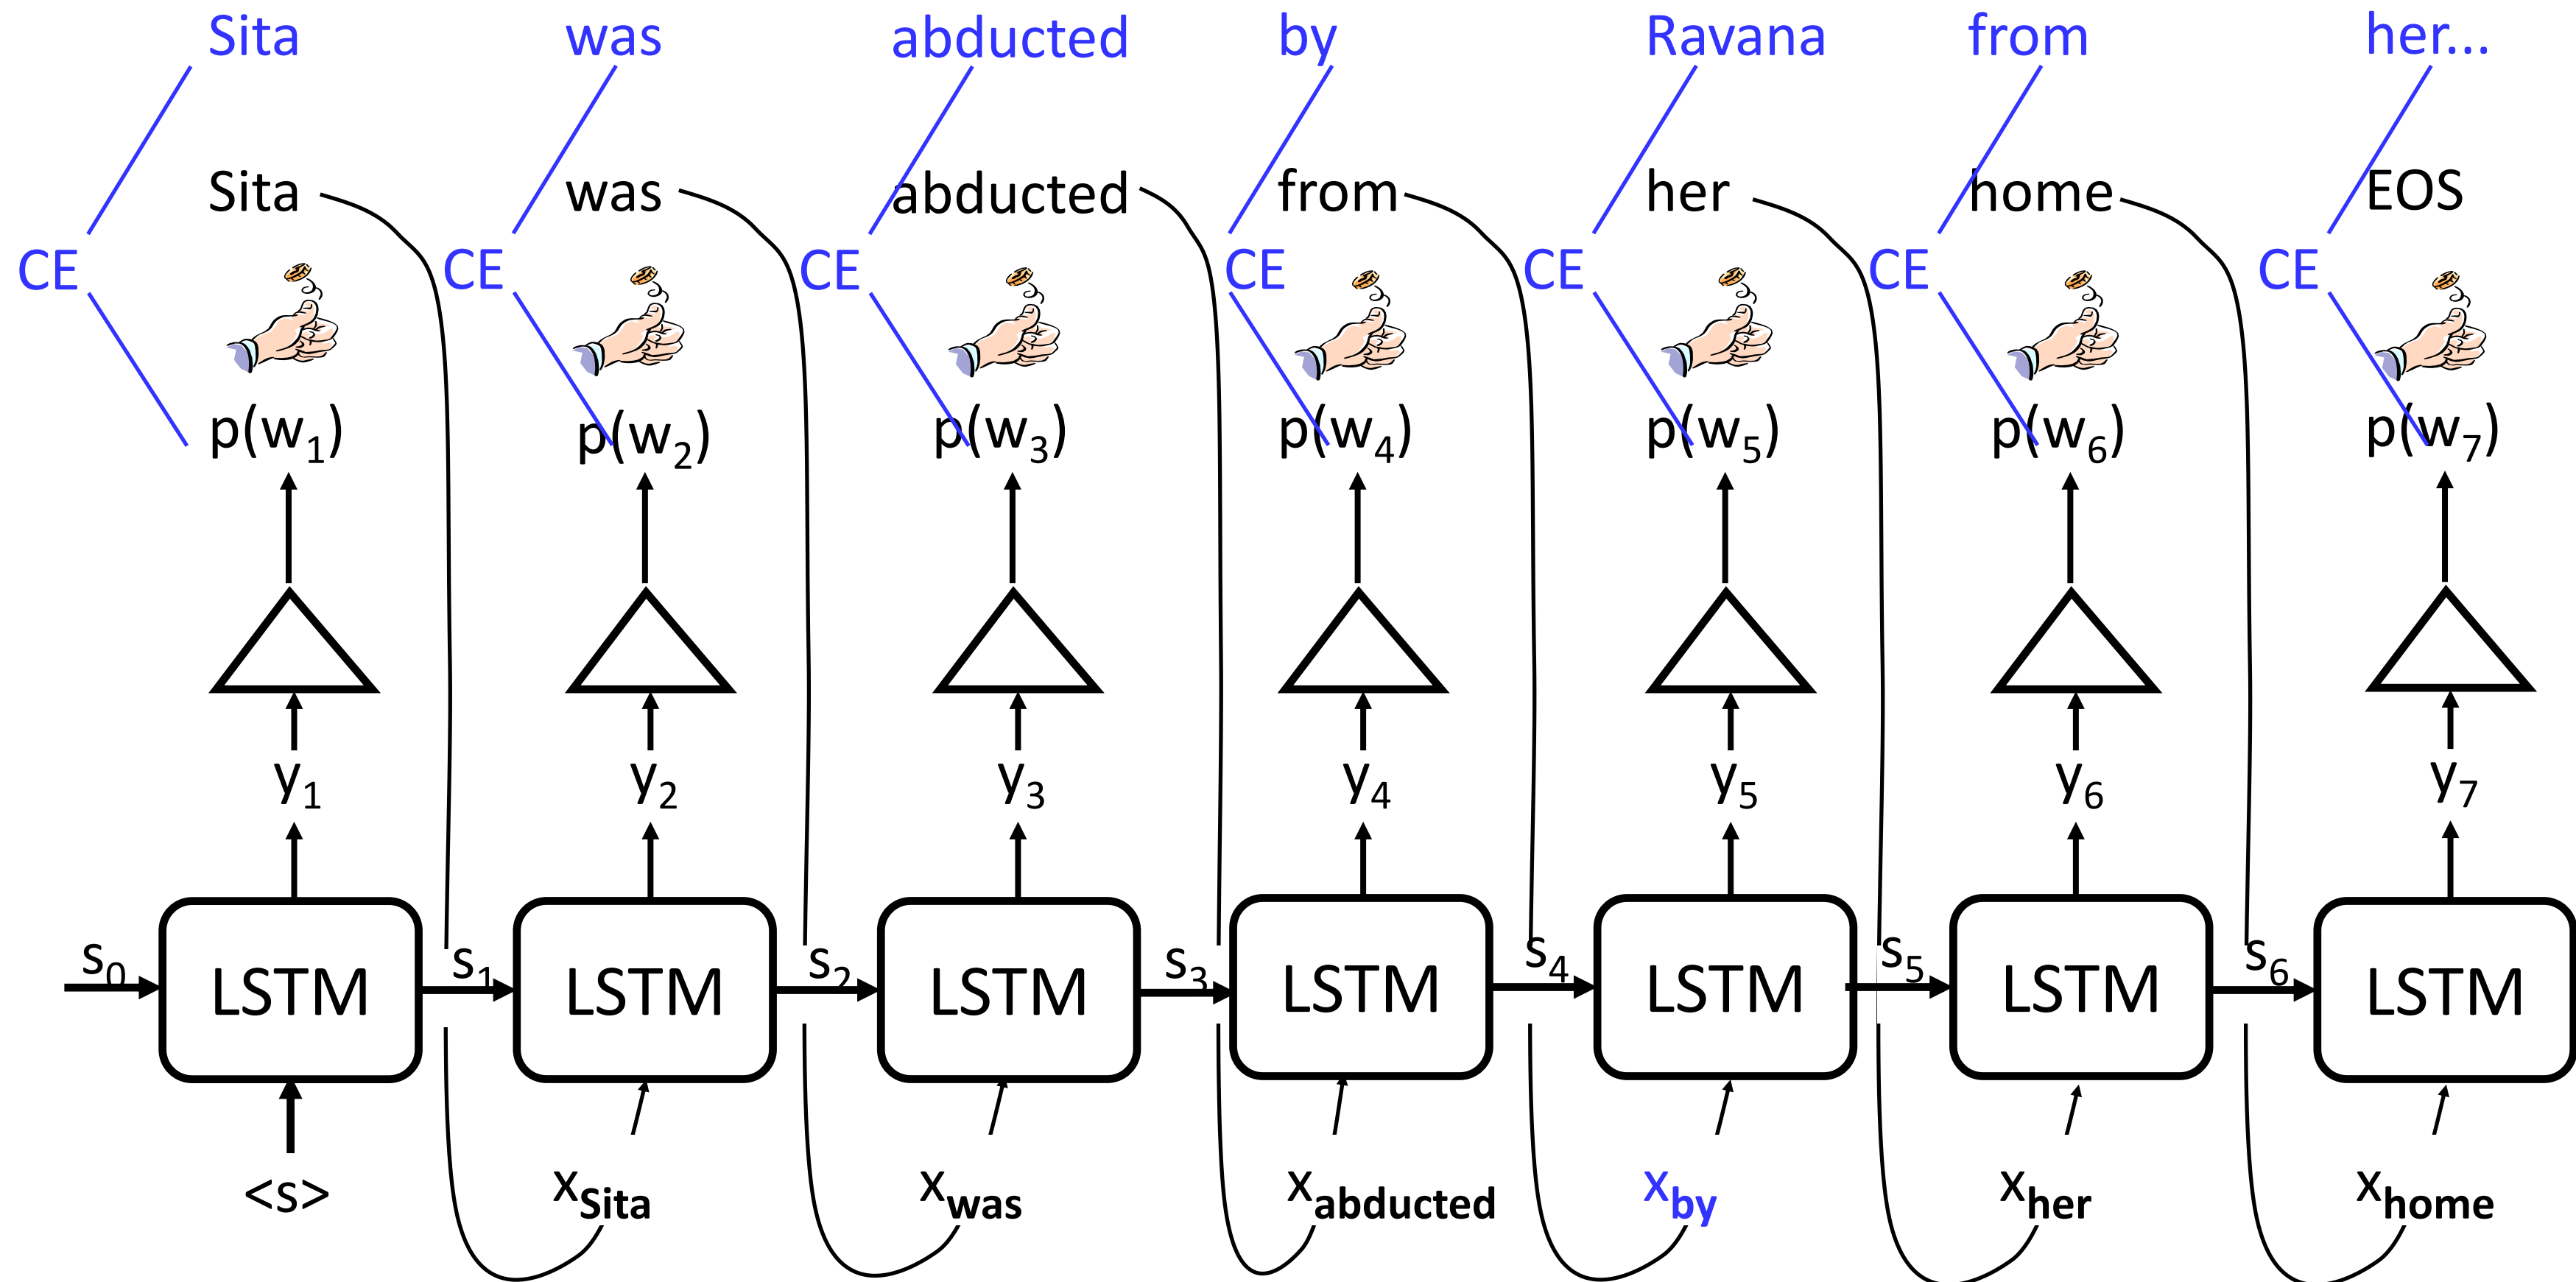 Sita was abducted by Ravana from her...
Sita was abducted from her home EOS
CE CE CE CE CE CE CE
p(w1) p(w2) p(w3) p(w4) p(w5) p(w6) p(w7)
y1 y2 y3 y4 y5 y6 y7
s0 s1 s2 s3 s4 s5 s6
LSTM LSTM LSTM LSTM LSTM LSTM LSTM
<s> xSita xwas xabducted xby xher xhome